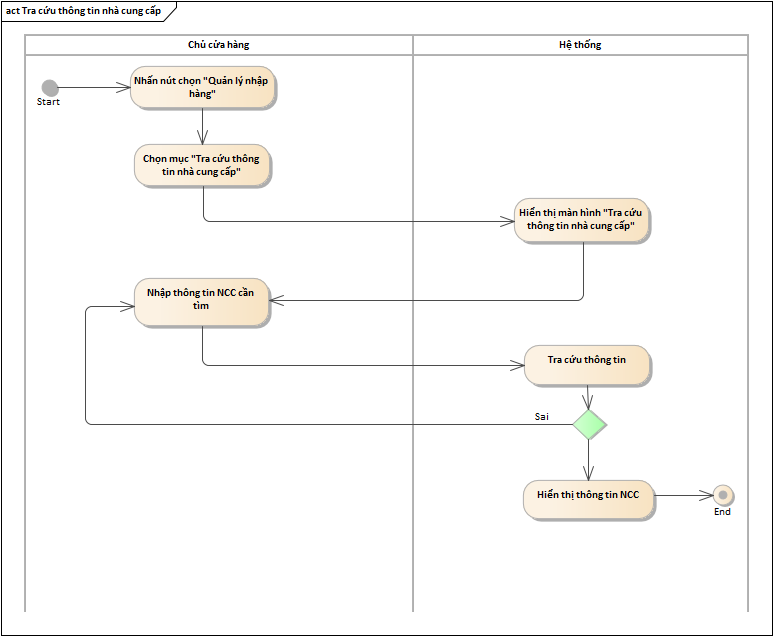 act Tra cứu thông tin nhà cung cấp
Chủ cửa hàng
Hệ thống
Start
Nhấn nút chọn "Quản lý nhập
hàng"
Chọn mục "Tra cứu thông
tin nhà cung cấp"
Hiển thị màn hình "Tra cứu
thông tin nhà cung cấp"
Nhập thông tin NCC cần
tìm
Tra cứu thông tin
Sai
Hiển thị thông tin NCC
End